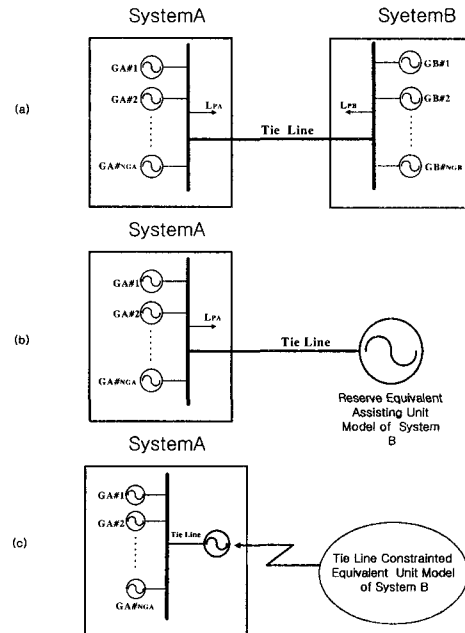 SystemA SyetemB
(a)
GA#1
GA#2
GA#NGA
LPA
Tie Line
LPB
GB#1
GB#2
GB#NGB
SystemA
(b)
GA#1
GA#2
GA#NGA
LPA
Tie Line
Reserve Equivalent
Assisting Unit
Model of System
B
SystemA
(c)
GA#1
GA#2
GA#NGA
Tie Line
Tie Line Constrainted
Equivalent Unit Model
of System B